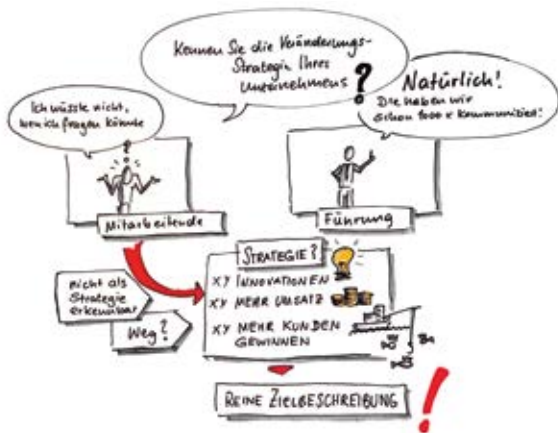 Kennen Sie die Veränderungs-
Strategie Ihres
Unternehmens
?
Natürlich!
Die haben wir
schon 1000 x kommuniziert!
Ich wüsste nicht,
wen ich fragen könnte
?
Mitarbeitende
Führung
STRATEGIE?
XY INNOVATIONEN
XY MEHR UMSATZ
XY MEHR KUNDEN
GEWINNEN
nicht als
Strategie
erkennbar
Weg?
REINE ZIELBESCHREIBUNG
!